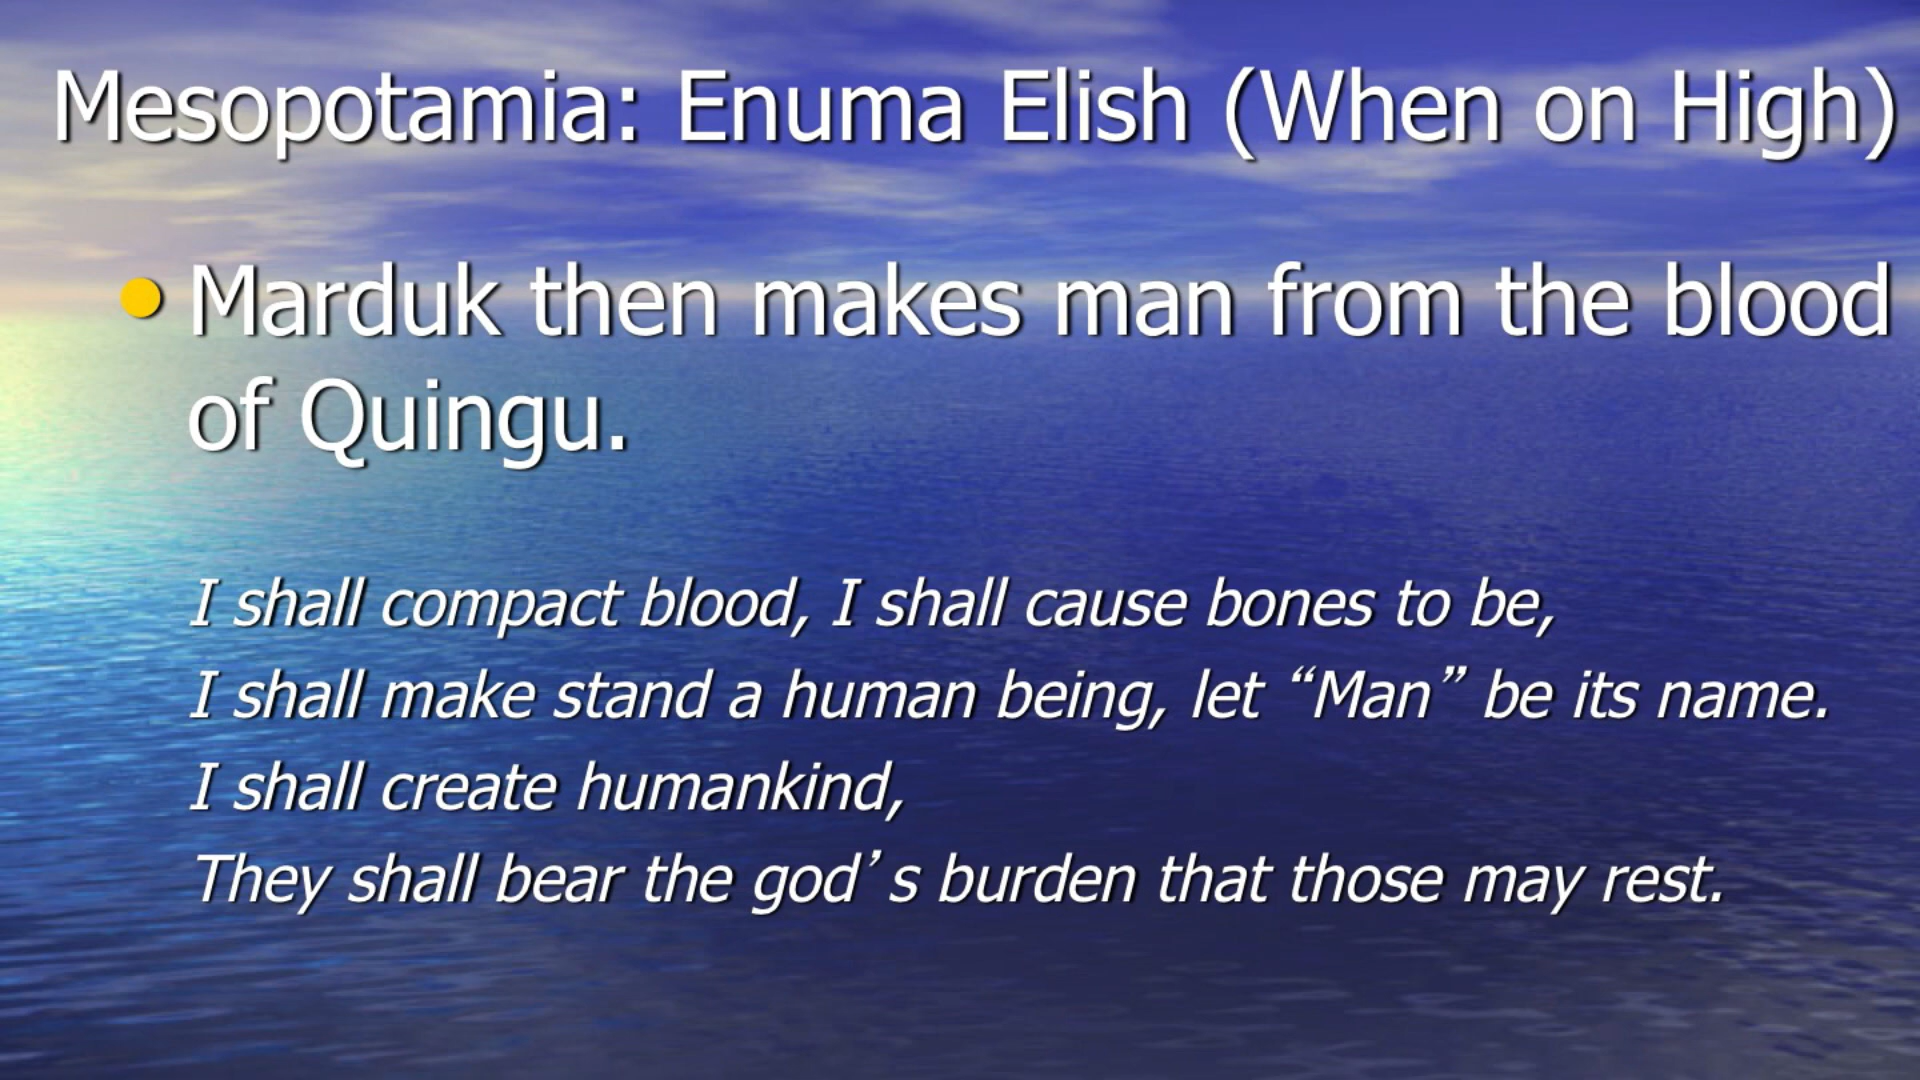 Mesopotamia: Enuma Elish (When on High)
• Marduk then makes man from the blood
of Quingu.
I shall compact blood, I shall cause bones to be,
I shall make stand a human being, let “Man” be its name.
I shall create humankind,
They shall bear the god’s burden that those may rest.